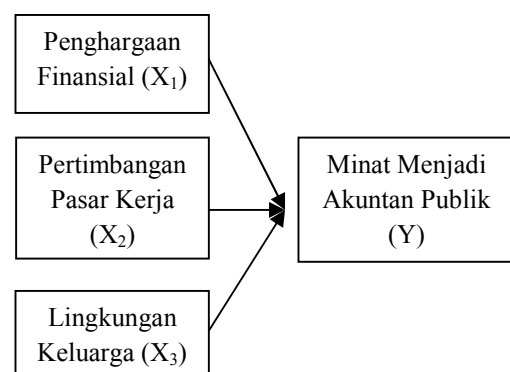 Penghargaan
Finansial (X₁)
Pertimbangan
Pasar Kerja
(X₂)
Minat Menjadi
Akuntan Publik
(Y)
Lingkungan
Keluarga (X₃)